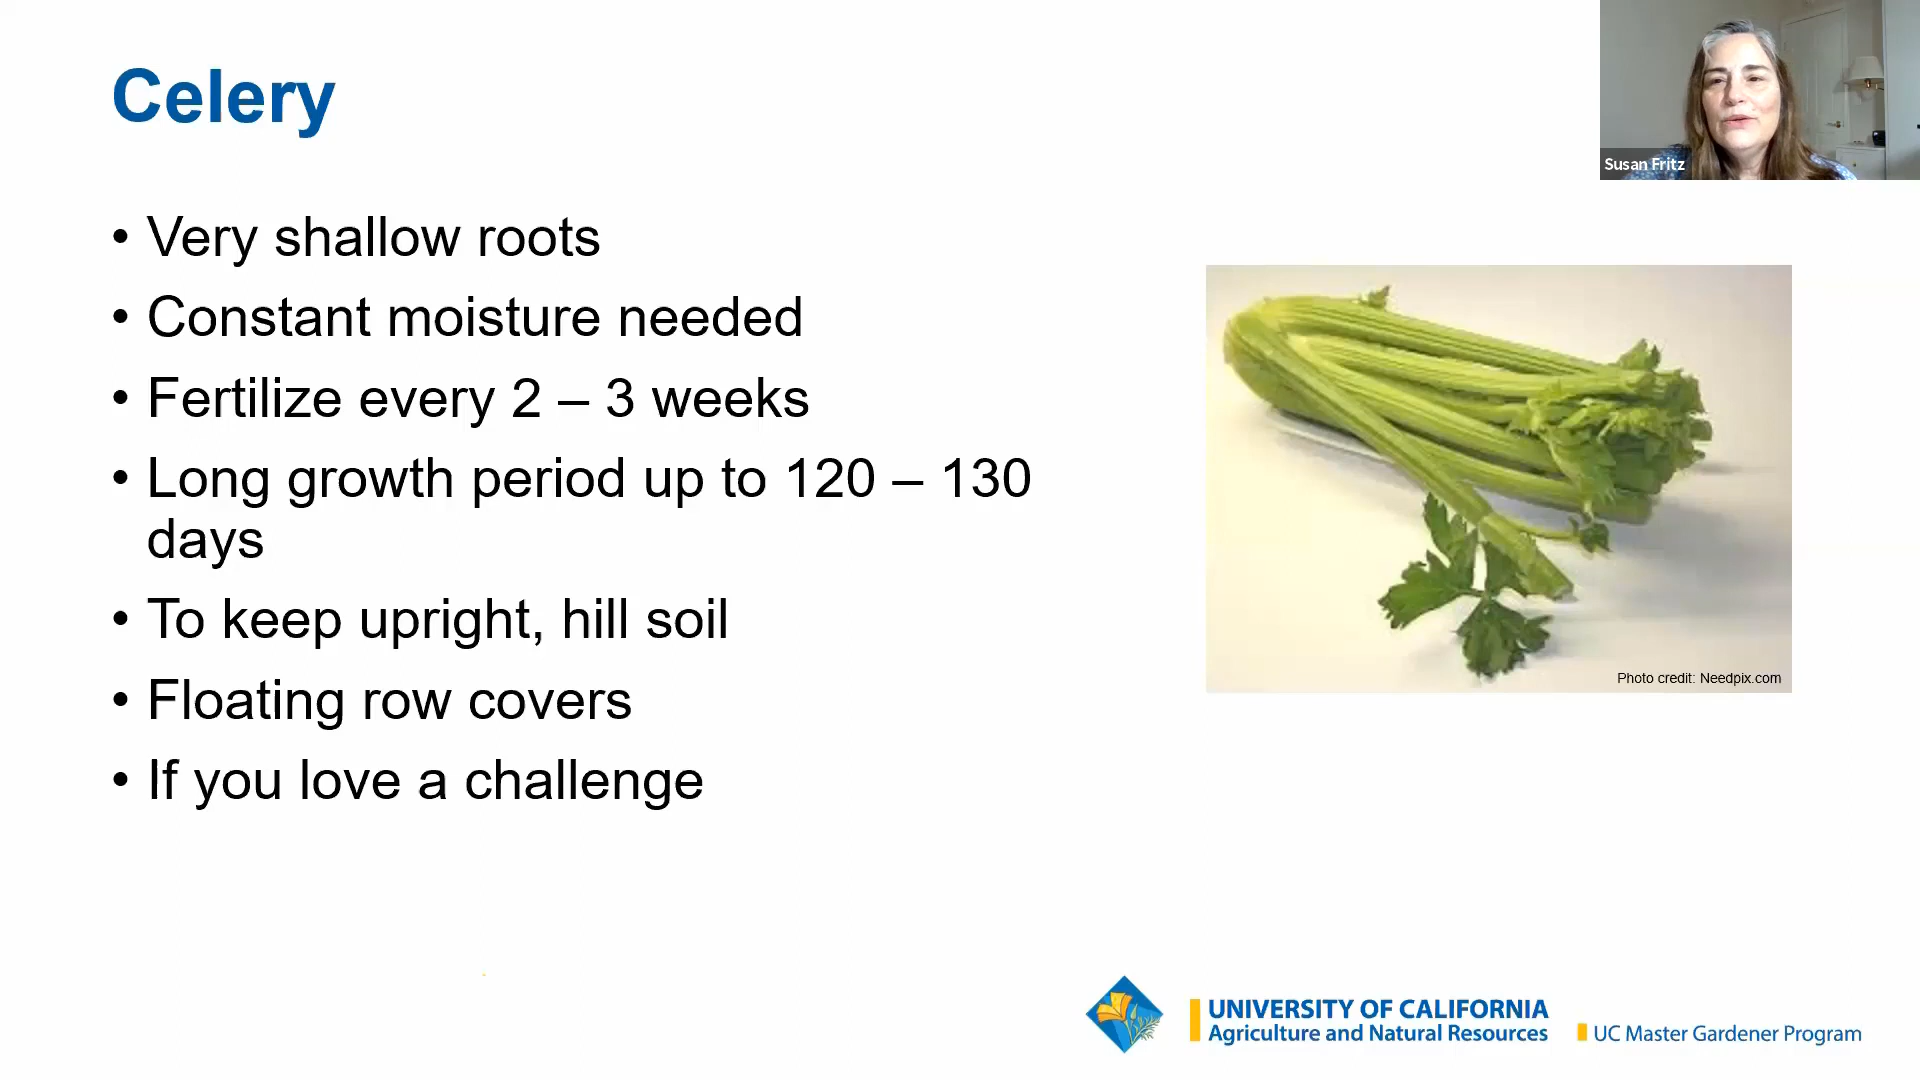 Celery
Susan Fritz
• Very shallow roots
• Constant moisture needed
• Fertilize every 2 – 3 weeks
• Long growth period up to 120 – 130
days
• To keep upright, hill soil
• Floating row covers
• If you love a challenge
Photo credit: Needpix.com
UNIVERSITY OF CALIFORNIA
Agriculture and Natural Resources
UC Master Gardener Program